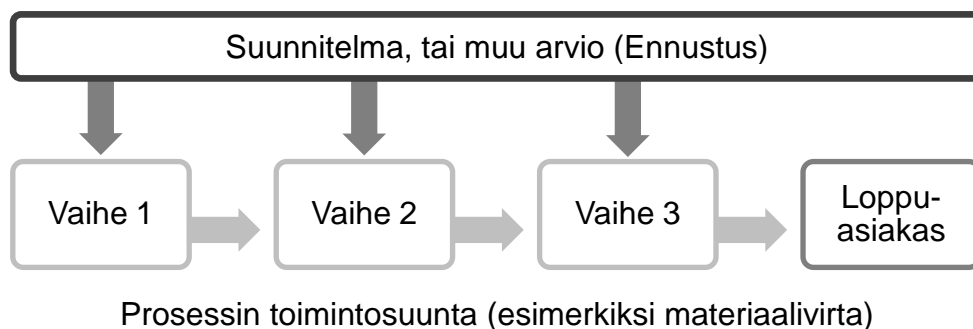 Suunnitelma, tai muu arvio (Ennustus)
Vaihe 1
Vaihe 2
Vaihe 3
Loppu-
asiakas
Prosessin toimintosuunta (esimerkiksi materiaalivirta)